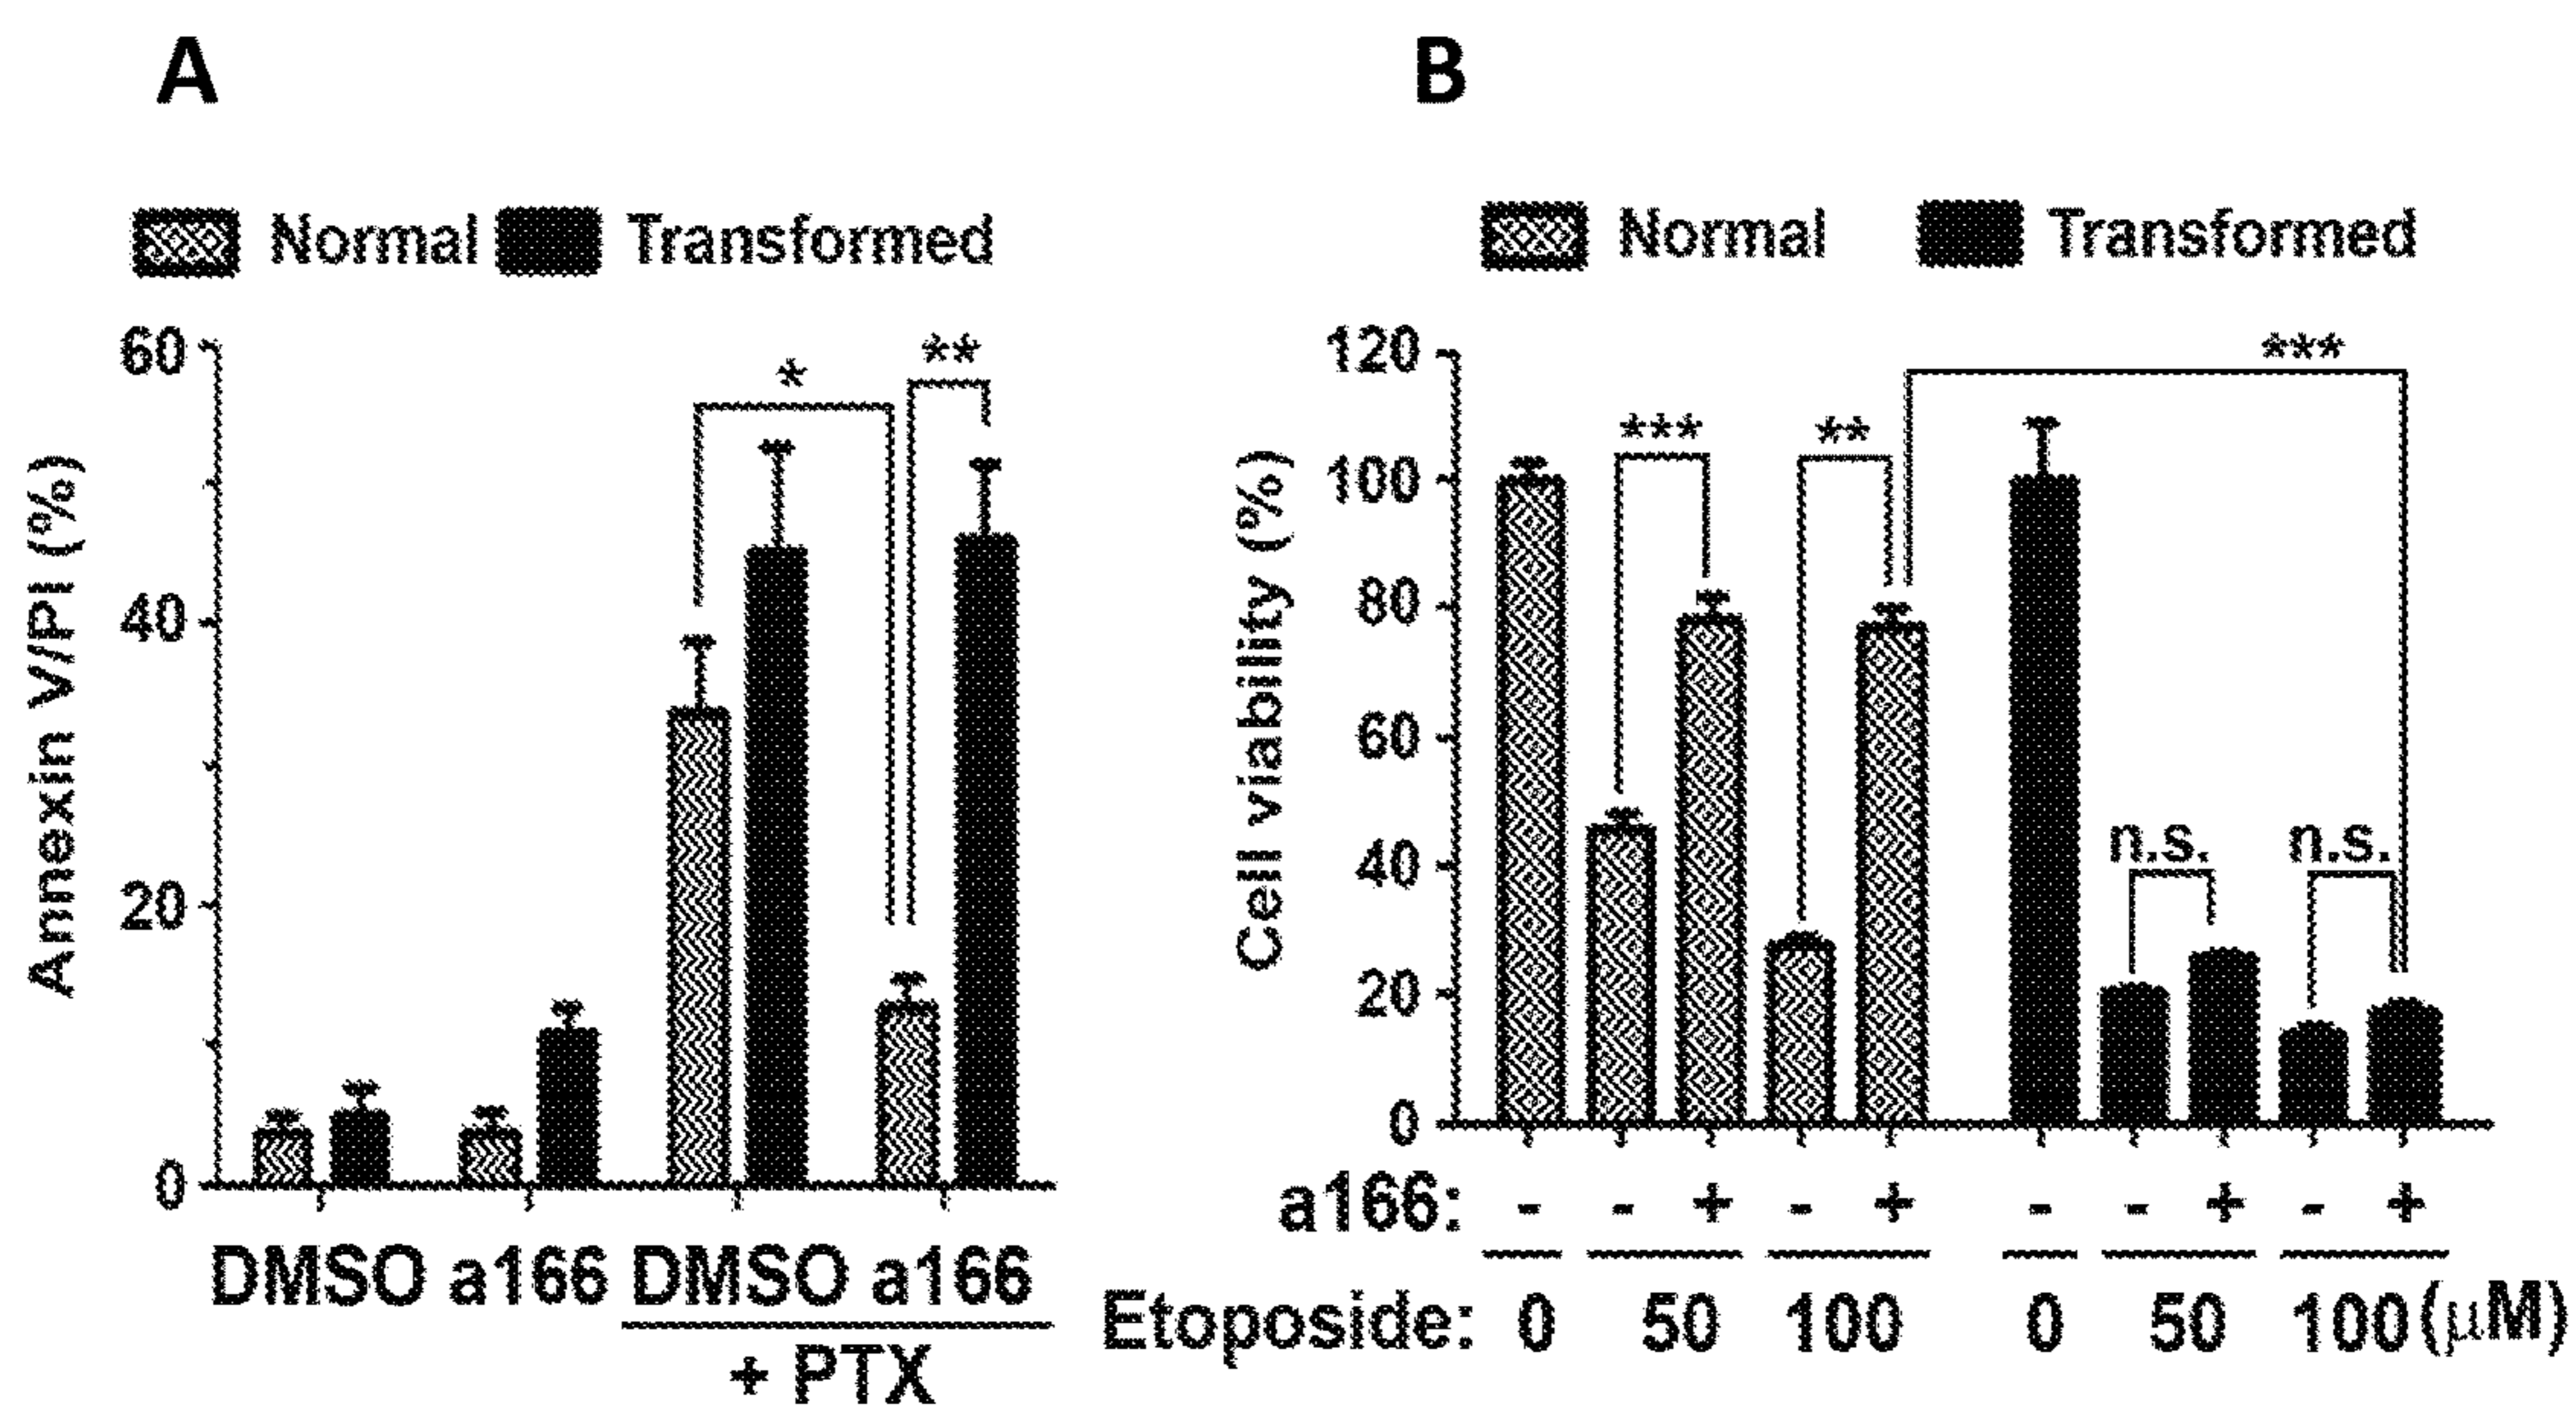 A
Normal Transformed
Annexin V/PI (%)
60
40
20
0
*
**
DMSO a166 DMSO a166
+ PTX
B
Normal Transformed
Cell viability (%)
120
100
80
60
40
20
0
***
**
***
n.s. n.s.
a166: - - + - + - - + - +
Etoposide: 0 50 100 0 50 100 (μM)